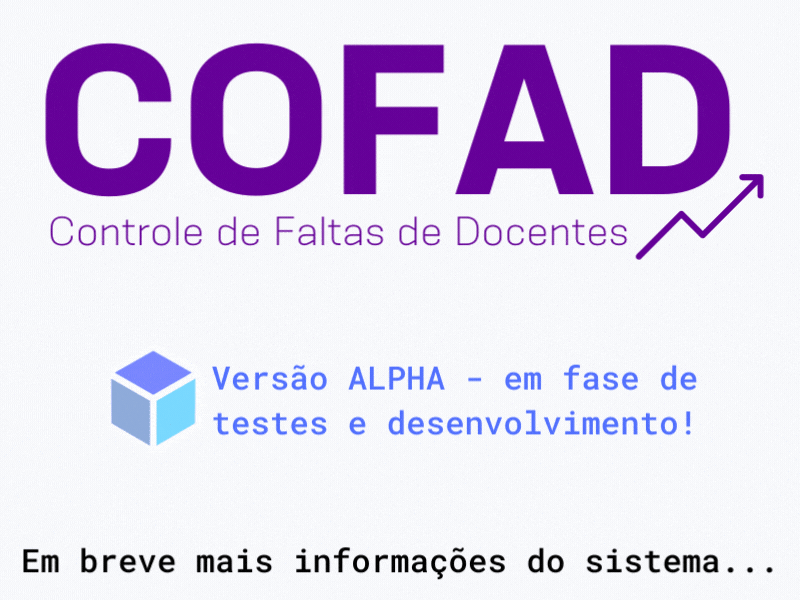 COFAD
Controle de Faltas de Docentes
Versão ALPHA - em fase de
testes e desenvolvimento!
Em breve mais informações do sistema...